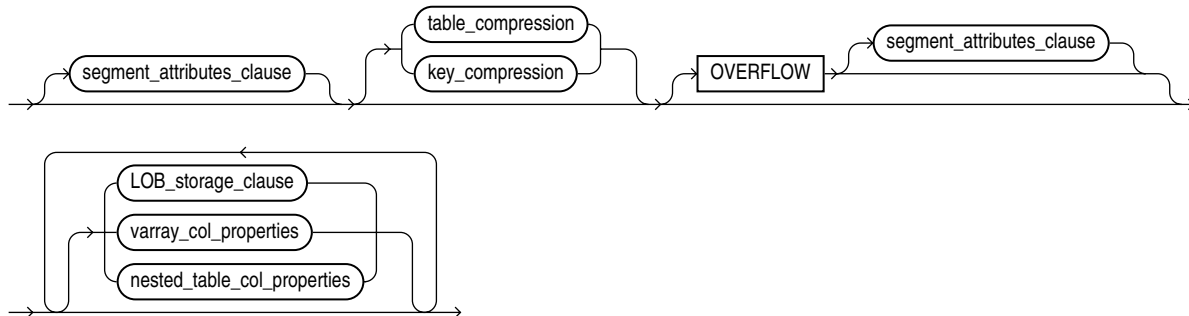 table_compression
segment_attributes_clause
segment_attributes_clause
key_compression
OVERFLOW
LOB_storage_clause
varray_col_properties
nested_table_col_properties